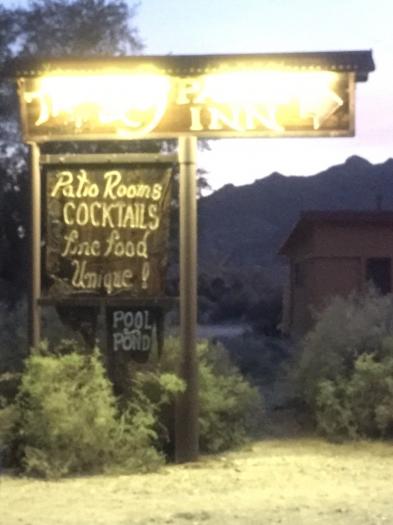 INN
Patio Rooms
COCKTAILS
fine food
Unique !
POOL
&
POND